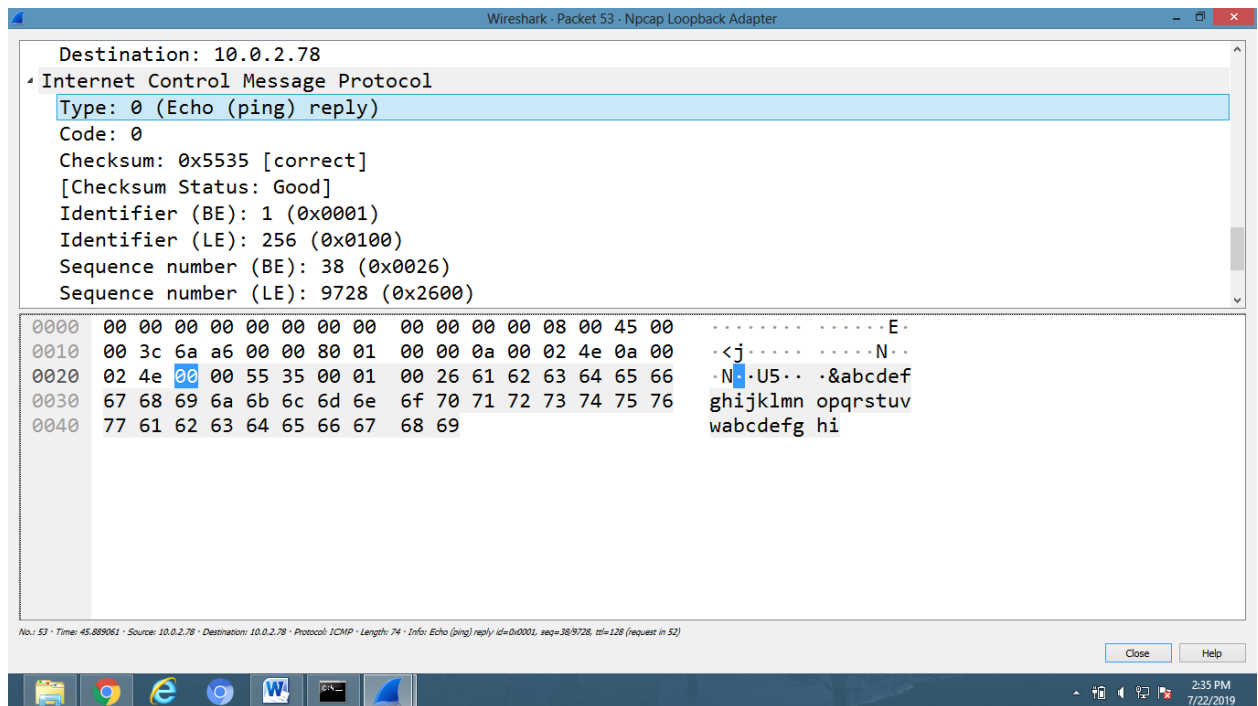 Wireshark · Packet 53 · Npcap Loopback Adapter
Destination: 10.0.2.78
Internet Control Message Protocol
Type: 0 (Echo (ping) reply)
Code: 0
Checksum: 0x5535 [correct]
[Checksum Status: Good]
Identifier (BE): 1 (0x0001)
Identifier (LE): 256 (0x0100)
Sequence number (BE): 38 (0x0026)
Sequence number (LE): 9728 (0x2600)
0000 00 00 00 00 00 00 00 00 00 00 00 00 08 00 45 00 ········ ······E·
0010 00 3c 6a a6 00 00 80 01 00 00 0a 00 02 4e 0a 00 ·<j····· ·····N··
0020 02 4e 00 00 55 35 00 01 00 26 61 62 63 64 65 66 ·N··U5·· ·&abcdef
0030 67 68 69 6a 6b 6c 6d 6e 6f 70 71 72 73 74 75 76 ghijklmn opqrstuv
0040 77 61 62 63 64 65 66 67 68 69 wabcdefg hi
No.: 53 · Time: 45.889061 · Source: 10.0.2.78 · Destination: 10.0.2.78 · Protocol: ICMP · Length: 74 · Info: Echo (ping) reply id=0x0001, seq=38/9728, ttl=128 (request in 52)
Close Help
2:35 PM
7/22/2019